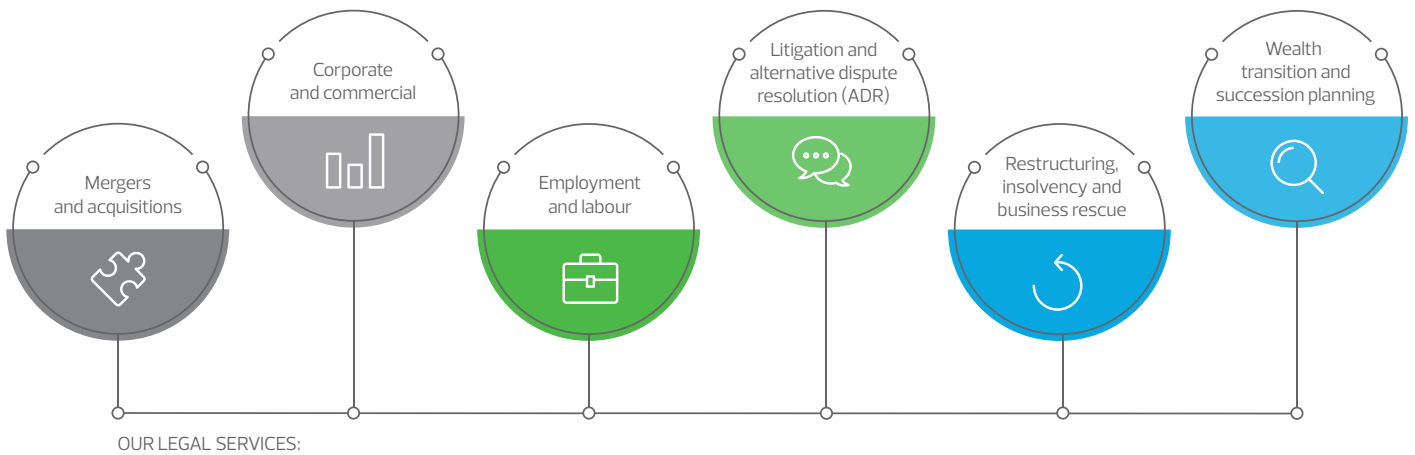 Mergers
and acquisitions
Corporate
and commercial
Employment
and labour
Litigation and
alternative dispute
resolution (ADR)
Restructuring,
insolvency and
business rescue
Wealth
transition and
succession planning
OUR LEGAL SERVICES: